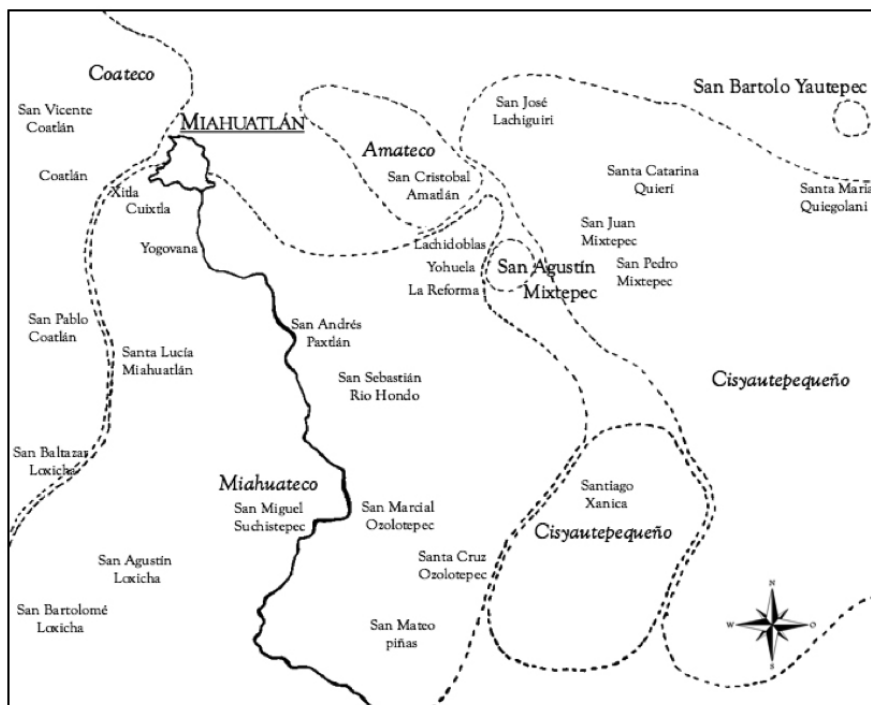 Coateco
San Vicente
Coatlán
MIAHUATLÁN
San José
Lachiguiri
San Bartolo Yautepec
Amateco
San Cristobal
Amatlán
Coatlán
Xitla
Cuixtla
Santa Catarina
Quierí
Santa María
Quiegolani
Yogovana
Lachidoblas
Yohuela
La Reforma
San Agustín
Mixtepec
San Juan
Mixtepec
San Pedro
Mixtepec
San Pablo
Coatlán
Santa Lucía
Miahuatlán
San Andrés
Paxtlán
San Sebastián
Rio Hondo
Cisyautepequeño
San Baltazar
Loxicha
Miahuateco
San Miguel
Suchistepec
San Marcial
Ozolotepec
Santiago
Xanica
Cisyautepequeño
San Agustín
Loxicha
Santa Cruz
Ozolotepec
San Bartolomé
Loxicha
San Mateo
piñas
N
W
O
S